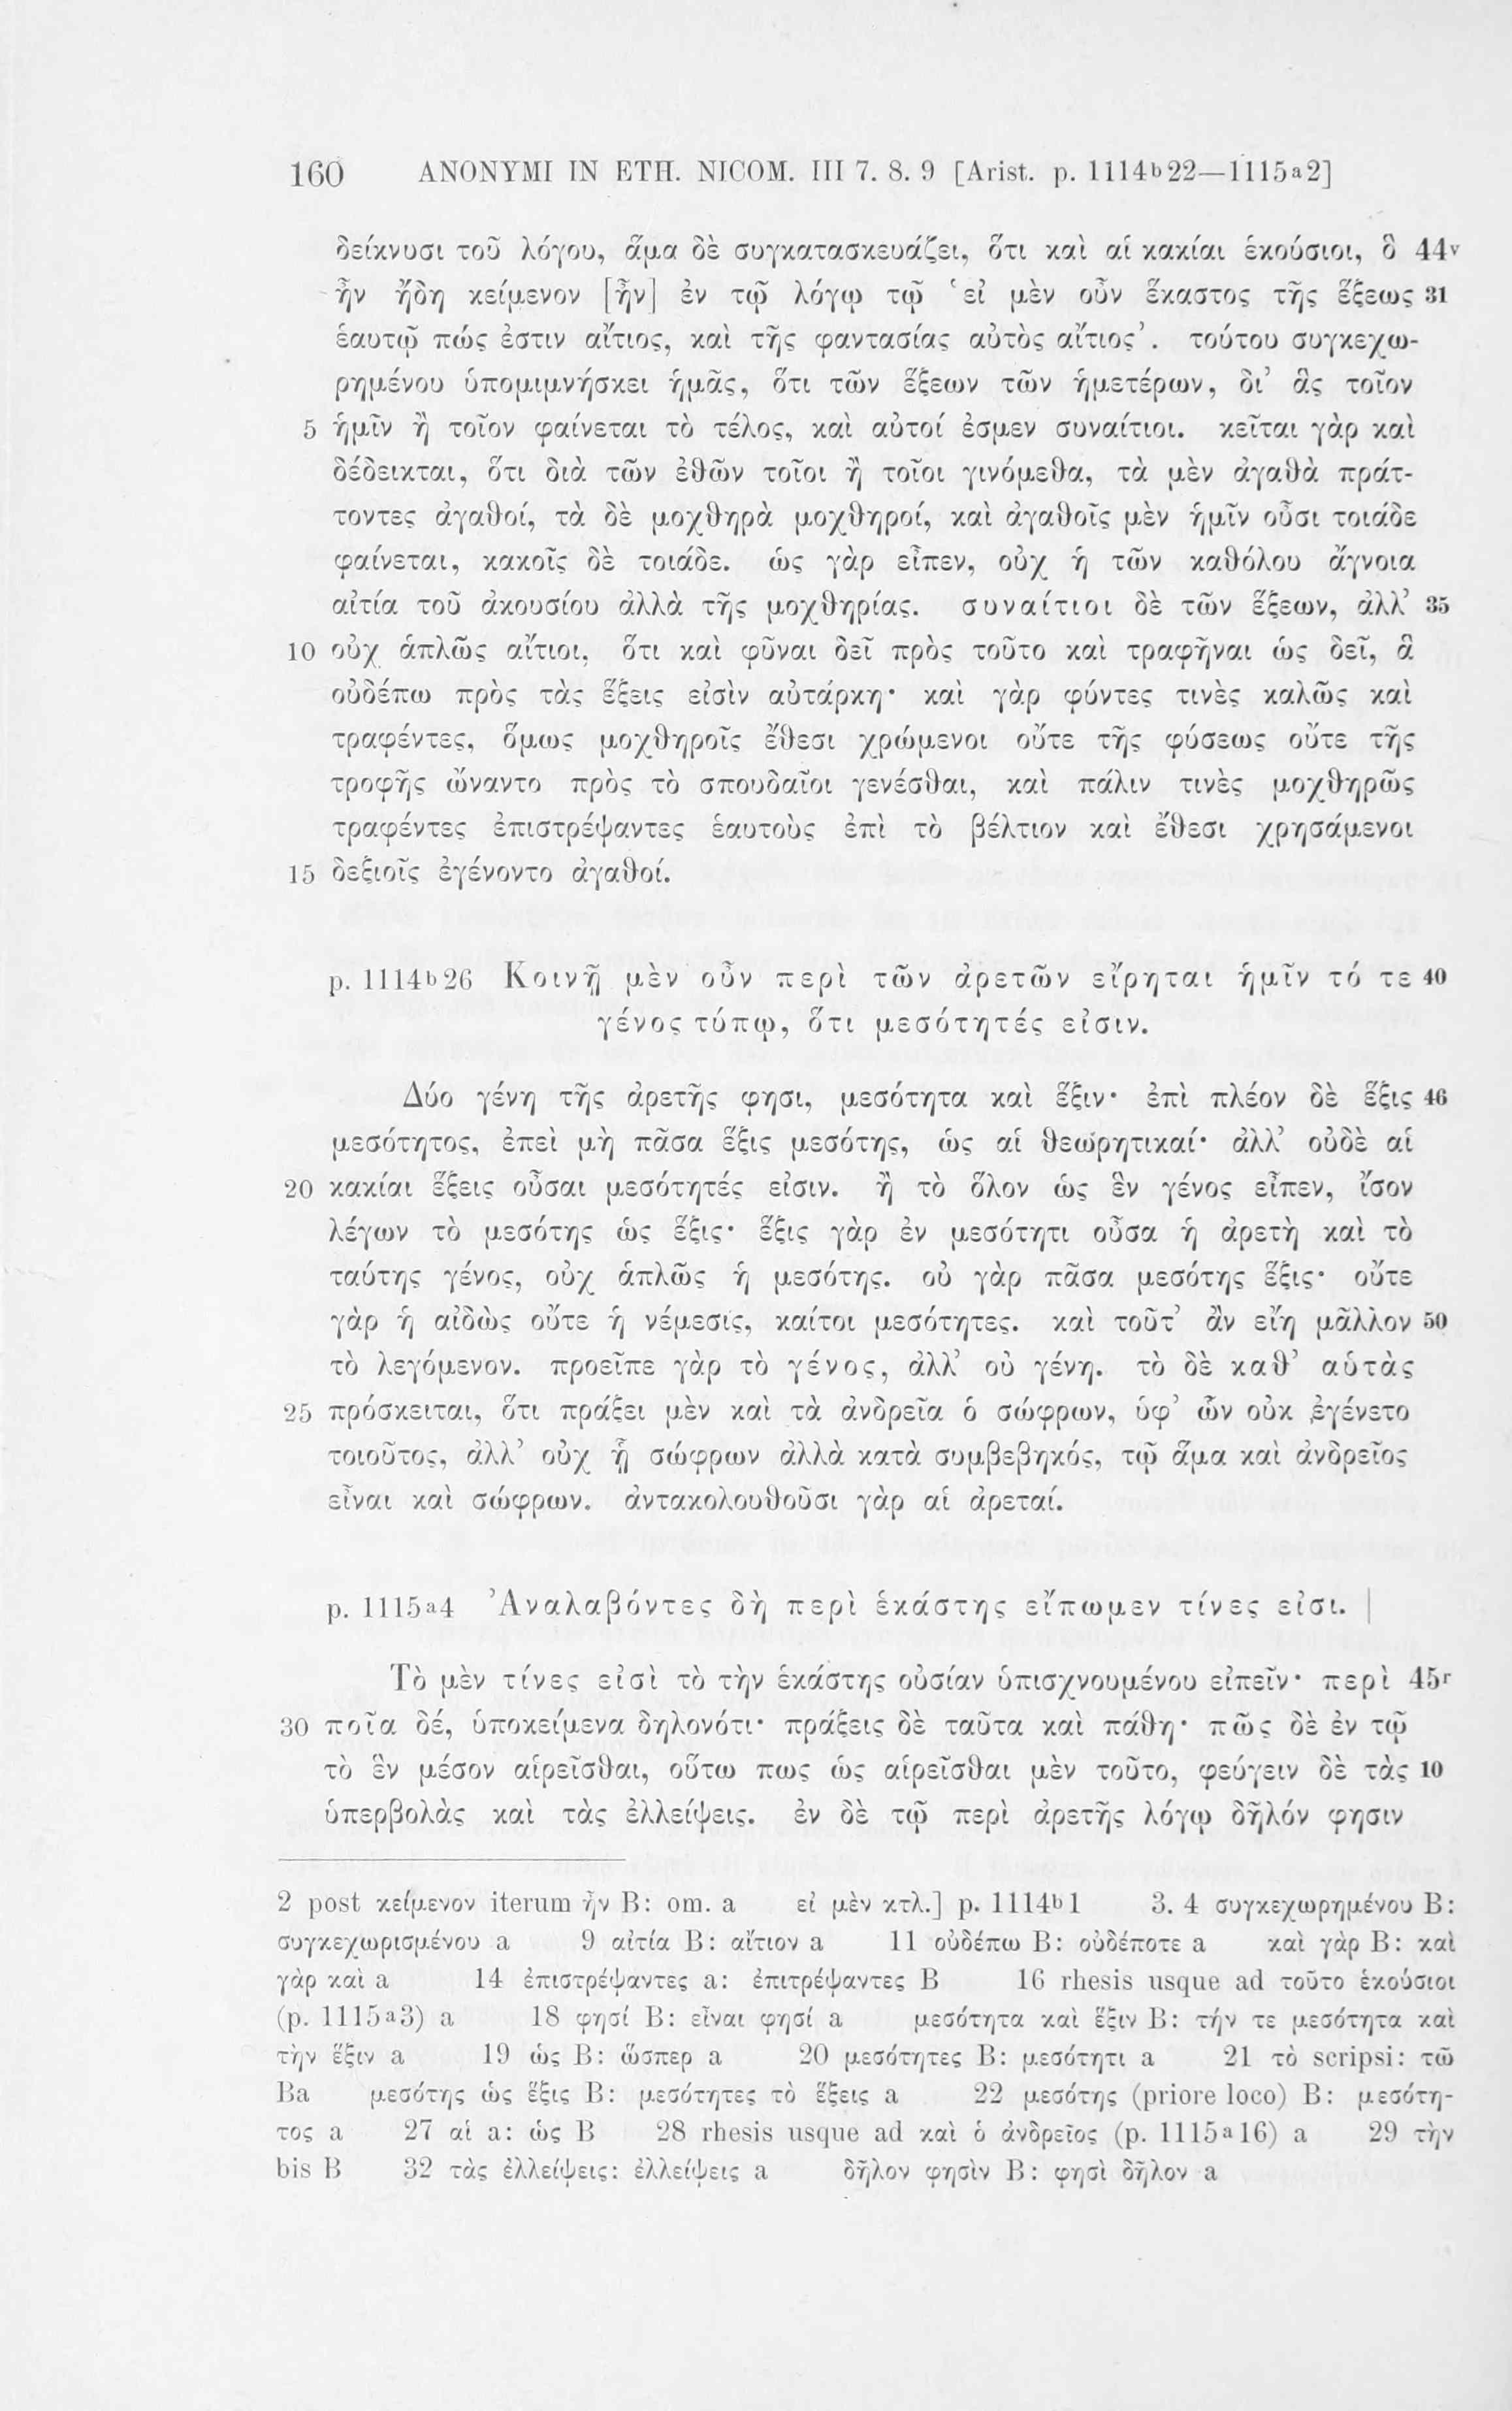 160 ANONYMI IN ETH. NICOM. III 7. 8. 9 [Arist. p. 1114b22—1115a2]
δείκνυσι τοῦ λόγου, ἅμα δὲ συγκατασκευάζει, ὅτι καὶ αἱ κακίαι ἑκούσιοι, ὃ 44v
ἦν ἤδη κείμενον [ἦν] ἐν τῷ λόγῳ τῷ ‘εἰ μὲν οὖν ἕκαστος τῆς ἕξεως 31
ἑαυτῷ πώς ἐστιν αἴτιος, καὶ τῆς φαντασίας αὐτὸς αἴτιος’. τούτου συγκεχω-
ρημένου ὑπομιμνήσκει ἡμᾶς, ὅτι τῶν ἕξεων τῶν ἡμετέρων, δι’ ἃς τοῖον
5 ἡμῖν ἢ τοῖον φαίνεται τὸ τέλος, καὶ αὐτοί ἐσμεν συναίτιοι. κεῖται γὰρ καὶ
δέδεικται, ὅτι διὰ τῶν ἐθῶν τοῖοι ἢ τοῖοι γινόμεθα, τὰ μὲν ἀγαθὰ πράτ-
τοντες ἀγαθοί, τὰ δὲ μοχθηρὰ μοχθηροί, καὶ ἀγαθοῖς μὲν ἡμῖν οὖσι τοιάδε
φαίνεται, κακοῖς δὲ τοιάδε. ὡς γὰρ εἶπεν, οὐχ ἡ τῶν καθόλου ἄγνοια
αἰτία τοῦ ἀκουσίου ἀλλὰ τῆς μοχθηρίας. συναίτιοι δὲ τῶν ἕξεων, ἀλλ’ 35
10 οὐχ ἁπλῶς αἴτιοι, ὅτι καὶ φῦναι δεῖ πρὸς τοῦτο καὶ τραφῆναι ὡς δεῖ, ἃ
οὐδέπω πρὸς τὰς ἕξεις εἰσὶν αὐτάρκη· καὶ γὰρ φύντες τινὲς καλῶς καὶ
τραφέντες, ὅμως μοχθηροῖς ἔθεσι χρώμενοι οὔτε τῆς φύσεως οὔτε τῆς
τροφῆς ὤναντο πρὸς τὸ σπουδαῖοι γενέσθαι, καὶ πάλιν τινὲς μοχθηρῶς
τραφέντες ἐπιστρέψαντες ἑαυτοὺς ἐπὶ τὸ βέλτιον καὶ ἔθεσι χρησάμενοι
15 δεξιοῖς ἐγένοντο ἀγαθοί.
p. 1114b26 Κοινῇ μὲν οὖν περὶ τῶν ἀρετῶν εἴρηται ἡμῖν τό τε 40
γένος τύπῳ, ὅτι μεσότητές εἰσιν.
Δύο γένη τῆς ἀρετῆς φησι, μεσότητα καὶ ἕξιν· ἐπὶ πλέον δὲ ἕξις 46
μεσότητος, ἐπεὶ μὴ πᾶσα ἕξις μεσότης, ὡς αἱ θεωρητικαί· ἀλλ’ οὐδὲ αἱ
20 κακίαι ἕξεις οὖσαι μεσότητές εἰσιν. ἢ τὸ ὅλον ὡς ἓν γένος εἶπεν, ἴσον
λέγων τὸ μεσότης ὡς ἕξις· ἕξις γὰρ ἐν μεσότητι οὖσα ἡ ἀρετὴ καὶ τὸ
ταύτης γένος, οὐχ ἁπλῶς ἡ μεσότης. οὐ γὰρ πᾶσα μεσότης ἕξις· οὔτε
γὰρ ἡ αἰδὼς οὔτε ἡ νέμεσις, καίτοι μεσότητες. καὶ τοῦτ’ ἂν εἴη μᾶλλον 50
τὸ λεγόμενον. προεῖπε γὰρ τὸ γένος, ἀλλ’ οὐ γένη. τὸ δὲ καθ’ αὑτὰς
25 πρόσκειται, ὅτι πράξει μὲν καὶ τὰ ἀνδρεῖα ὁ σώφρων, ὑφ’ ὧν οὐκ ἐγένετο
τοιοῦτος, ἀλλ’ οὐχ ᾗ σώφρων ἀλλὰ κατὰ συμβεβηκός, τῷ ἅμα καὶ ἀνδρεῖος
εἶναι καὶ σώφρων. ἀντακολουθοῦσι γὰρ αἱ ἀρεταί.
p. 1115a4 Ἀναλαβόντες δὴ περὶ ἑκάστης εἴπωμεν τίνες εἰσι. |
Τὸ μὲν τίνες εἰσὶ τὸ τὴν ἑκάστης οὐσίαν ὑπισχνουμένου εἰπεῖν· περὶ 45r
30 ποῖα δέ, ὑποκείμενα δηλονότι· πράξεις δὲ ταῦτα καὶ πάθη· πῶς δὲ ἐν τῷ
τὸ ἓν μέσον αἱρεῖσθαι, οὕτω πως ὡς αἱρεῖσθαι μὲν τοῦτο, φεύγειν δὲ τὰς 10
ὑπερβολὰς καὶ τὰς ἐλλείψεις. ἐν δὲ τῷ περὶ ἀρετῆς λόγῳ δῆλόν φησιν
2 post κείμενον iterum ἦν B: om. a εἰ μὲν κτλ.] p. 1114b1 3. 4 συγκεχωρημένου B:
συγκεχωρισμένου a 9 αἰτία B: αἴτιον a 11 οὐδέπω B: οὐδέποτε a καὶ γὰρ B: καὶ
γὰρ καὶ a 14 ἐπιστρέψαντες a: ἐπιτρέψαντες B 16 rhesis usque ad τοῦτο ἑκούσιοι
(p. 1115a3) a 18 φησί B: εἶναι φησί a μεσότητα καὶ ἕξιν B: τήν τε μεσότητα καὶ
τὴν ἕξιν a 19 ὡς B: ὥσπερ a 20 μεσότητες B: μεσότητι a 21 τὸ scripsi: τῶ
Ba μεσότης ὡς ἕξις B: μεσότητες τὸ ἕξεις a 22 μεσότης (priore loco) B: μεσότη-
τος a 27 αἱ a: ὡς B 28 rhesis usque ad καὶ ὁ ἀνδρεῖος (p. 1115a16) a 29 τὴν
bis B 32 τὰς ἐλλείψεις: ἐλλείψεις a δῆλον φησὶν B: φησὶ δῆλον a